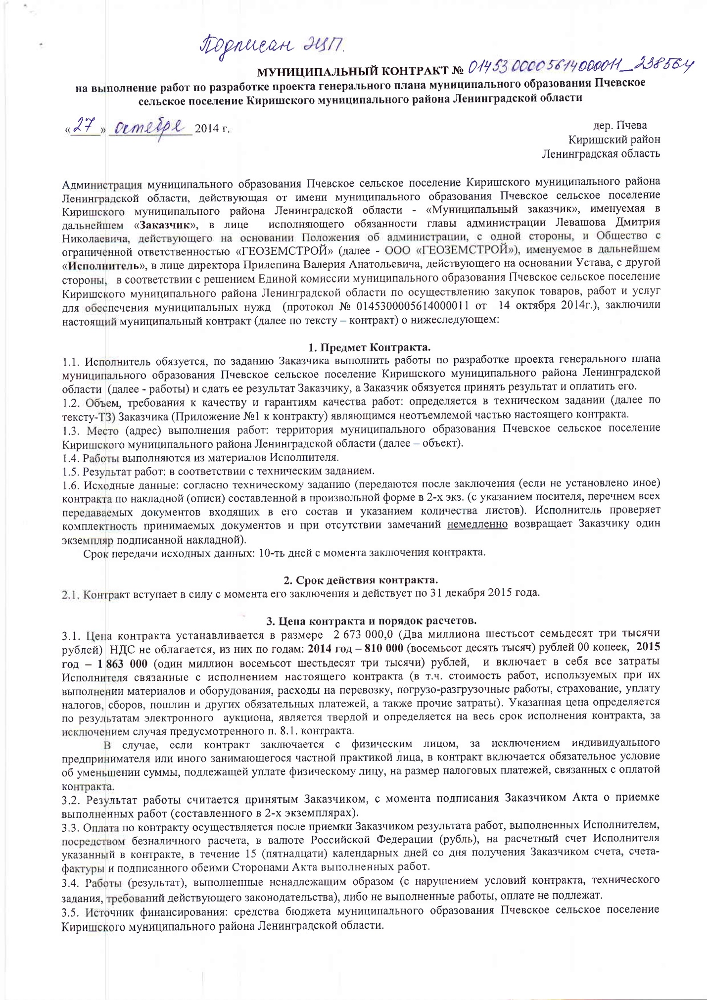 Подписан ЭЦП.
МУНИЦИПАЛЬНЫЙ КОНТРАКТ № 0145300005614000011_238564
на выполнение работ по разработке проекта генерального плана муниципального образования Пчевское
сельское поселение Киришского муниципального района Ленинградской области
«27» октября 2014 г.
дер. Пчева
Киришский район
Ленинградская область
Администрация муниципального образования Пчевское сельское поселение Киришского муниципального района
Ленинградской области, действующая от имени муниципального образования Пчевское сельское поселение
Киришского муниципального района Ленинградской области - «Муниципальный заказчик», именуемая в
дальнейшем «Заказчик», в лице исполняющего обязанности главы администрации Левашова Дмитрия
Николаевича, действующего на основании Положения об администрации, с одной стороны, и Общество с
ограниченной ответственностью «ГЕОЗЕМСТРОЙ» (далее - ООО «ГЕОЗЕМСТРОЙ»), именуемое в дальнейшем
«Исполнитель», в лице директора Прилепина Валерия Анатольевича, действующего на основании Устава, с другой
стороны, в соответствии с решением Единой комиссии муниципального образования Пчевское сельское поселение
Киришского муниципального района Ленинградской области по осуществлению закупок товаров, работ и услуг
для обеспечения муниципальных нужд (протокол № 0145300005614000011 от 14 октября 2014г.), заключили
настоящий муниципальный контракт (далее по тексту – контракт) о нижеследующем:
1. Предмет Контракта.
1.1. Исполнитель обязуется, по заданию Заказчика выполнить работы по разработке проекта генерального плана
муниципального образования Пчевское сельское поселение Киришского муниципального района Ленинградской
области (далее - работы) и сдать ее результат Заказчику, а Заказчик обязуется принять результат и оплатить его.
1.2. Объем, требования к качеству и гарантиям качества работ: определяется в техническом задании (далее по
тексту-ТЗ) Заказчика (Приложение №1 к контракту) являющимся неотъемлемой частью настоящего контракта.
1.3. Место (адрес) выполнения работ: территория муниципального образования Пчевское сельское поселение
Киришского муниципального района Ленинградской области (далее – объект).
1.4. Работы выполняются из материалов Исполнителя.
1.5. Результат работ: в соответствии с техническим заданием.
1.6. Исходные данные: согласно техническому заданию (передаются после заключения (если не установлено иное)
контракта по накладной (описи) составленной в произвольной форме в 2-х экз. (с указанием носителя, перечнем всех
передаваемых документов входящих в его состав и указанием количества листов). Исполнитель проверяет
комплектность принимаемых документов и при отсутствии замечаний немедленно возвращает Заказчику один
экземпляр подписанной накладной).
Срок передачи исходных данных: 10-ть дней с момента заключения контракта.
2. Срок действия контракта.
2.1. Контракт вступает в силу с момента его заключения и действует по 31 декабря 2015 года.
3. Цена контракта и порядок расчетов.
3.1. Цена контракта устанавливается в размере 2 673 000,0 (Два миллиона шестьсот семьдесят три тысячи
рублей) НДС не облагается, из них по годам: 2014 год – 810 000 (восемьсот десять тысяч) рублей 00 копеек, 2015
год – 1 863 000 (один миллион восемьсот шестьдесят три тысячи) рублей, и включает в себя все затраты
Исполнителя связанные с исполнением настоящего контракта (в т.ч. стоимость работ, используемых при их
выполнении материалов и оборудования, расходы на перевозку, погрузо-разгрузочные работы, страхование, уплату
налогов, сборов, пошлин и других обязательных платежей, а также прочие затраты). Указанная цена определяется
по результатам электронного аукциона, является твердой и определяется на весь срок исполнения контракта, за
исключением случая предусмотренного п. 8.1. контракта.
В случае, если контракт заключается с физическим лицом, за исключением индивидуального
предпринимателя или иного занимающегося частной практикой лица, в контракт включается обязательное условие
об уменьшении суммы, подлежащей уплате физическому лицу, на размер налоговых платежей, связанных с оплатой
контракта.
3.2. Результат работы считается принятым Заказчиком, с момента подписания Заказчиком Акта о приемке
выполненных работ (составленного в 2-х экземплярах).
3.3. Оплата по контракту осуществляется после приемки Заказчиком результата работ, выполненных Исполнителем,
посредством безналичного расчета, в валюте Российской Федерации (рубль), на расчетный счет Исполнителя
указанный в контракте, в течение 15 (пятнадцати) календарных дней со дня получения Заказчиком счета, счета-
фактуры и подписанного обеими Сторонами Акта выполненных работ.
3.4. Работы (результат), выполненные ненадлежащим образом (с нарушением условий контракта, технического
задания, требований действующего законодательства), либо не выполненные работы, оплате не подлежат.
3.5. Источник финансирования: средства бюджета муниципального образования Пчевское сельское поселение
Киришского муниципального района Ленинградской области.